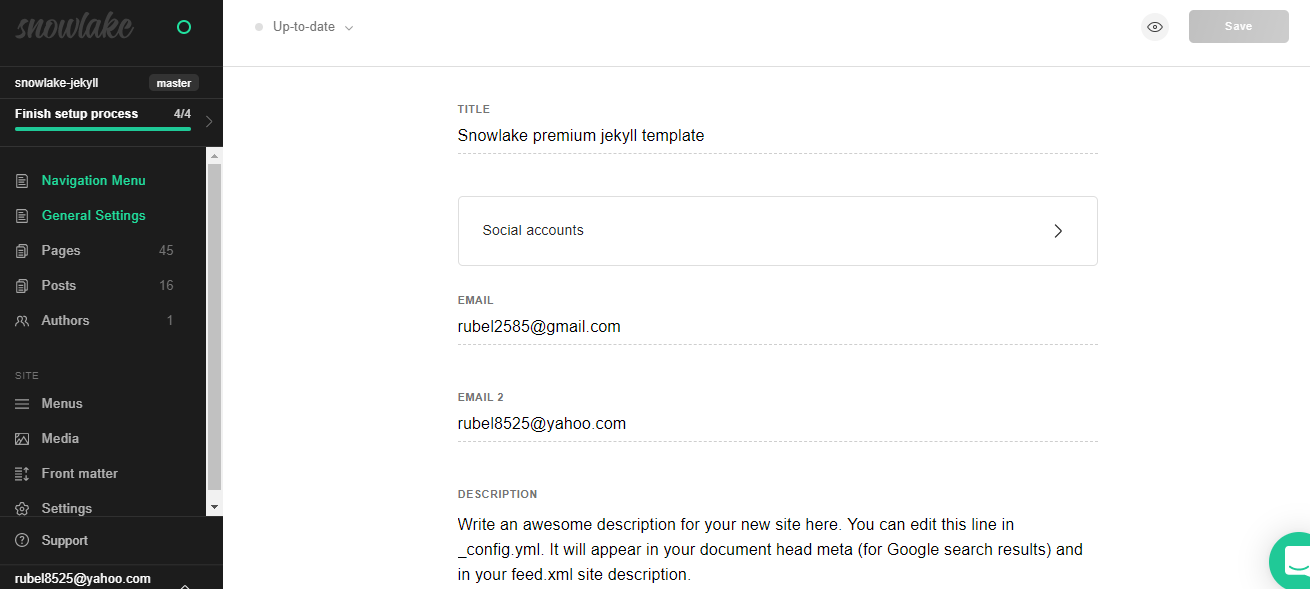 snowlake
snowlake-jekyll master
Finish setup process 4/4
Navigation Menu
General Settings
Pages 45
Posts 16
Authors 1
SITE
Menus
Media
Front matter
Settings
Support
rubel8525@yahoo.com
Up-to-date
Save
TITLE
Snowlake premium jekyll template
Social accounts
EMAIL
rubel2585@gmail.com
EMAIL 2
rubel8525@yahoo.com
DESCRIPTION
Write an awesome description for your new site here. You can edit this line in
_config.yml. It will appear in your document head meta (for Google search results) and
in your feed.xml site description.